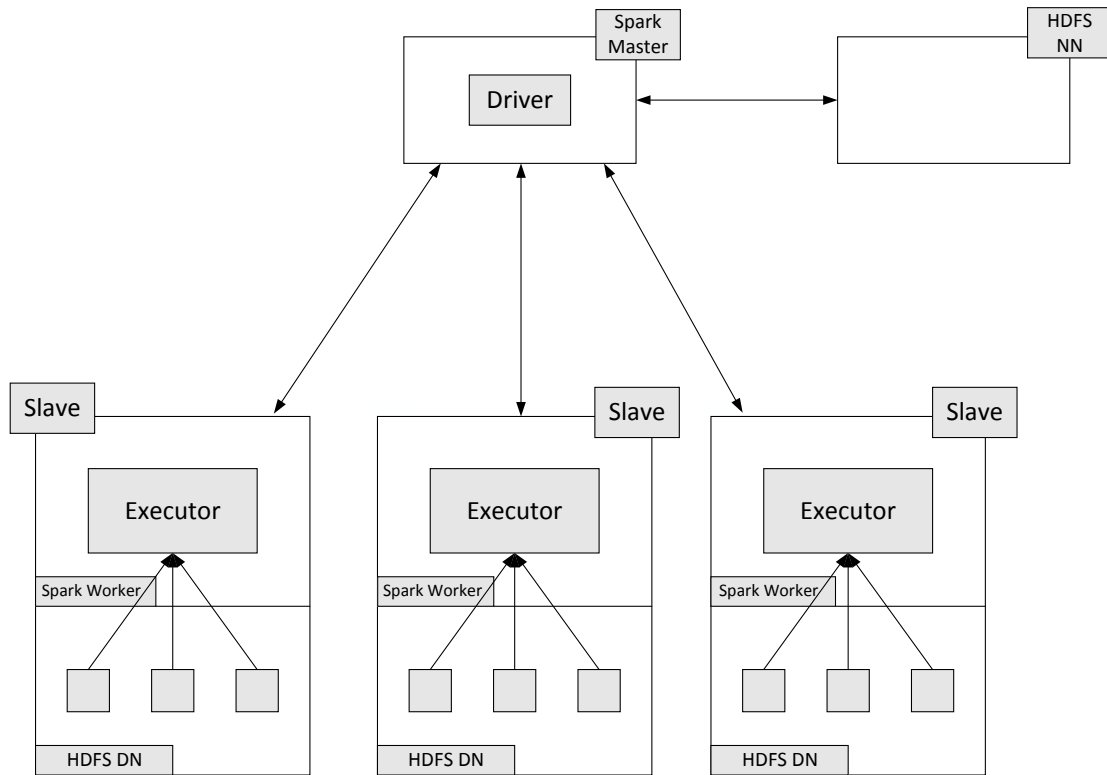 Spark
Master
HDFS
NN
Driver
Slave
Slave
Slave
Executor
Executor
Executor
Spark Worker
Spark Worker
Spark Worker
HDFS DN
HDFS DN
HDFS DN